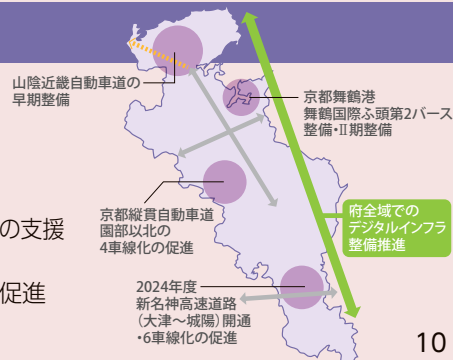 山陰近畿自動車道の
早期整備
京都舞鶴港
舞鶴国際ふ頭第2バース
整備・Ⅱ期整備
京都縦貫自動車道
園部以北の
4車線化の促進
府全域での
デジタルインフラ
整備推進
の支援
促進
2024年度
新名神高速道路
(大津~城陽)開通
・6車線化の促進
10